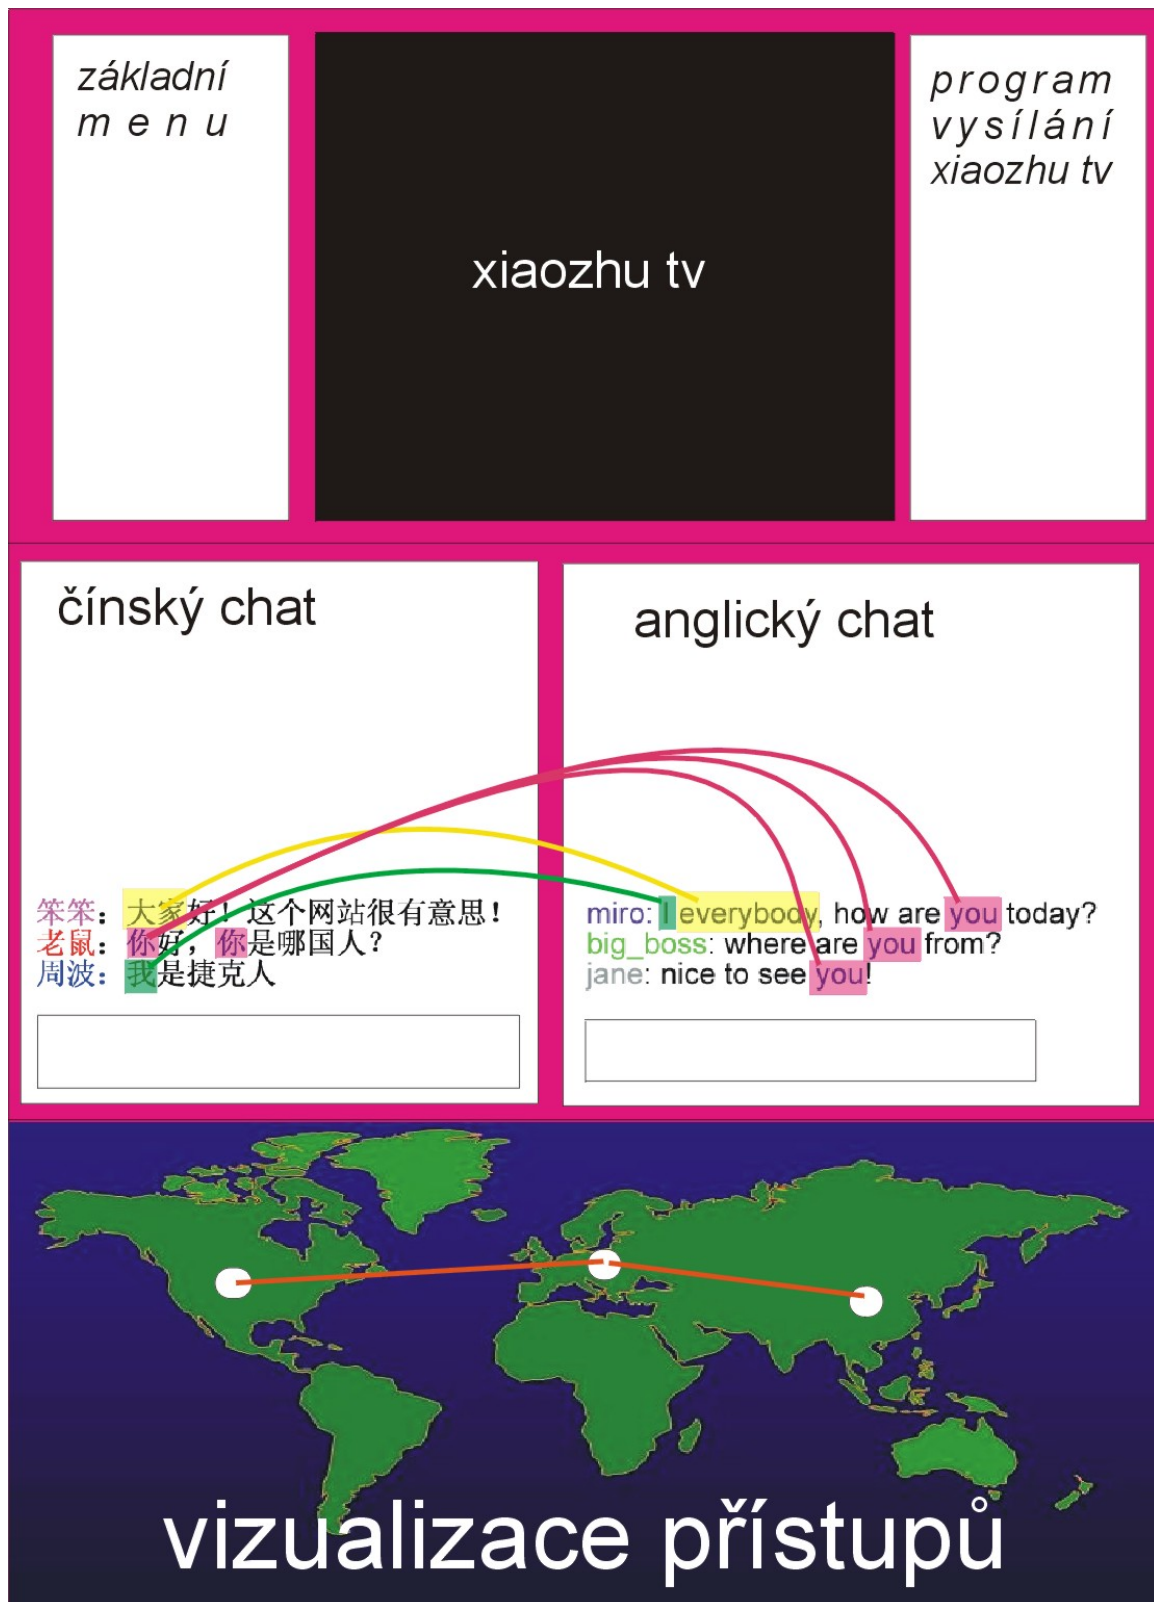 základní
menu
xiaozhu tv
program
vysílání
xiaozhu tv
čínský chat
笨笨：大家好！这个网站很有意思！
老鼠：你好，你是哪国人？
周波：我是捷克人
anglický chat
miro: I everybody, how are you today?
big_boss: where are you from?
jane: nice to see you!
vizualizace přístupů